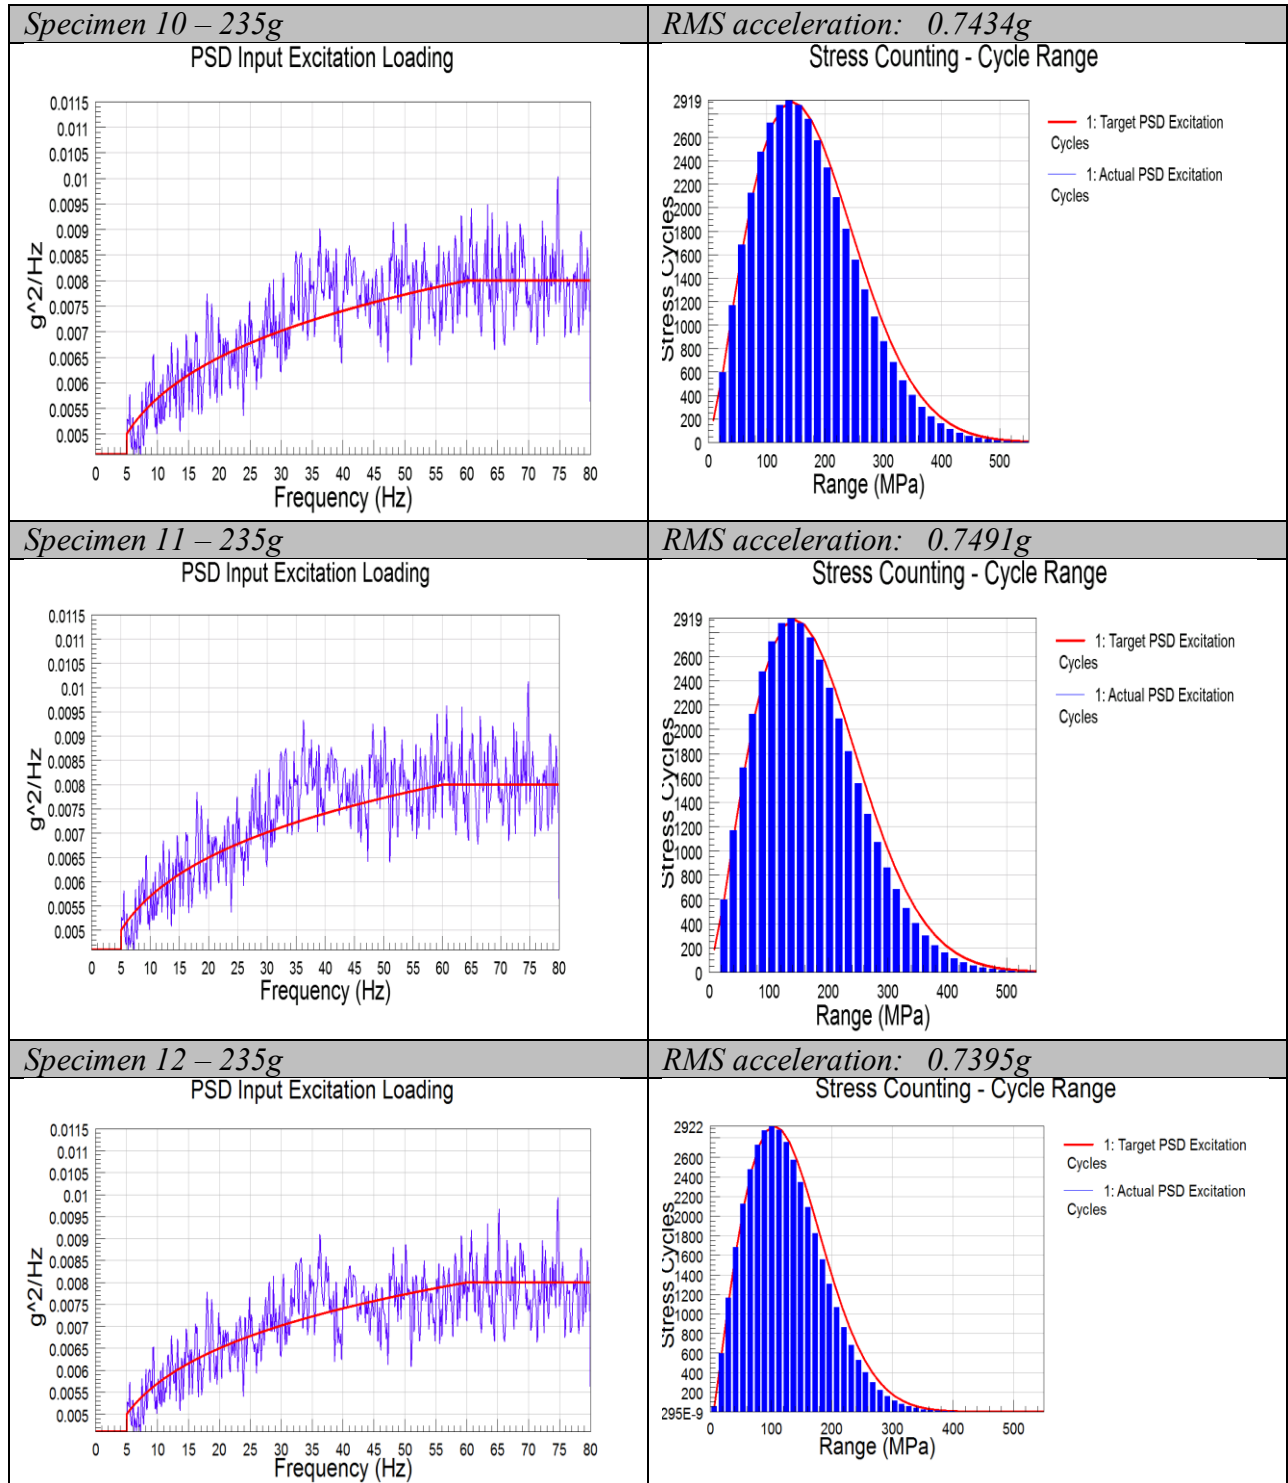 Specimen 10 – 235g
RMS acceleration: 0.7434g
PSD Input Excitation Loading
0.0115
0.011
0.0105
0.01
0.0095
0.009
0.0085
0.008
0.0075
0.007
0.0065
0.006
0.0055
0.005
g^2/Hz
0 5 10 15 20 25 30 35 40 45 50 55 60 65 70 75 80
Frequency (Hz)
Stress Counting - Cycle Range
2919
2600
2400
2200
2000
1800
1600
1400
1200
1000
800
600
400
200
0
Stress Cycles
0 100 200 300 400 500
Range (MPa)
1: Target PSD Excitation
Cycles
1: Actual PSD Excitation
Cycles
Specimen 11 – 235g
RMS acceleration: 0.7491g
PSD Input Excitation Loading
0.0115
0.011
0.0105
0.01
0.0095
0.009
0.0085
0.008
0.0075
0.007
0.0065
0.006
0.0055
0.005
g^2/Hz
0 5 10 15 20 25 30 35 40 45 50 55 60 65 70 75 80
Frequency (Hz)
Stress Counting - Cycle Range
2919
2600
2400
2200
2000
1800
1600
1400
1200
1000
800
600
400
200
0
Stress Cycles
0 100 200 300 400 500
Range (MPa)
1: Target PSD Excitation
Cycles
1: Actual PSD Excitation
Cycles
Specimen 12 – 235g
RMS acceleration: 0.7395g
PSD Input Excitation Loading
0.0115
0.011
0.0105
0.01
0.0095
0.009
0.0085
0.008
0.0075
0.007
0.0065
0.006
0.0055
0.005
g^2/Hz
0 5 10 15 20 25 30 35 40 45 50 55 60 65 70 75 80
Frequency (Hz)
Stress Counting - Cycle Range
2922
2600
2400
2200
2000
1800
1600
1400
1200
1000
800
600
400
200
295E-9
Stress Cycles
0 100 200 300 400 500
Range (MPa)
1: Target PSD Excitation
Cycles
1: Actual PSD Excitation
Cycles